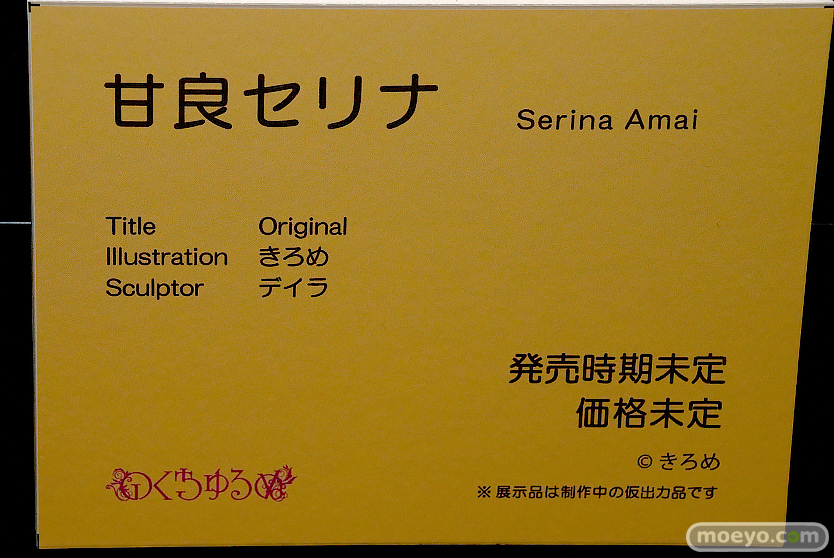 甘良セリナ Serina Amai
Title Original
Illustration きろめ
Sculptor デイラ
発売時期未定
価格未定
© きろめ
※ 展示品は制作中の仮出力品です
moeyo.com